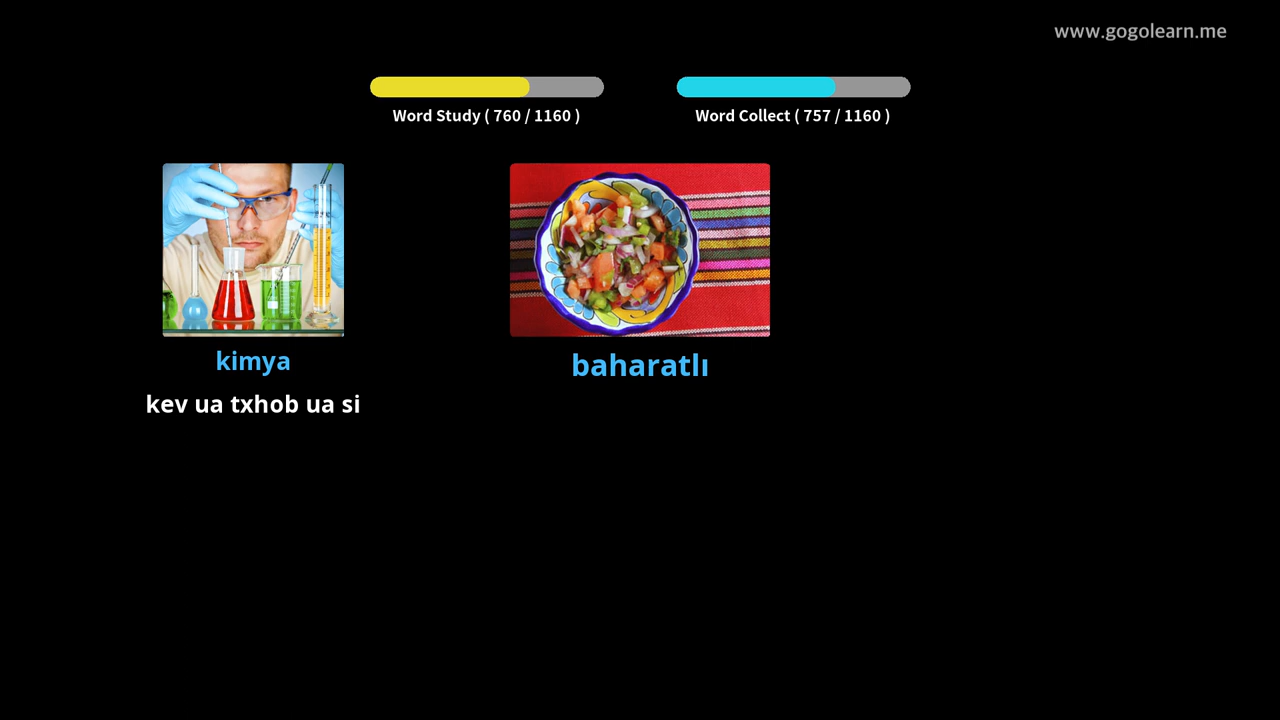 www.gogolearn.me
Word Study ( 760 / 1160 )
Word Collect ( 757 / 1160 )
kimya
baharatlı
kev ua txhob ua si